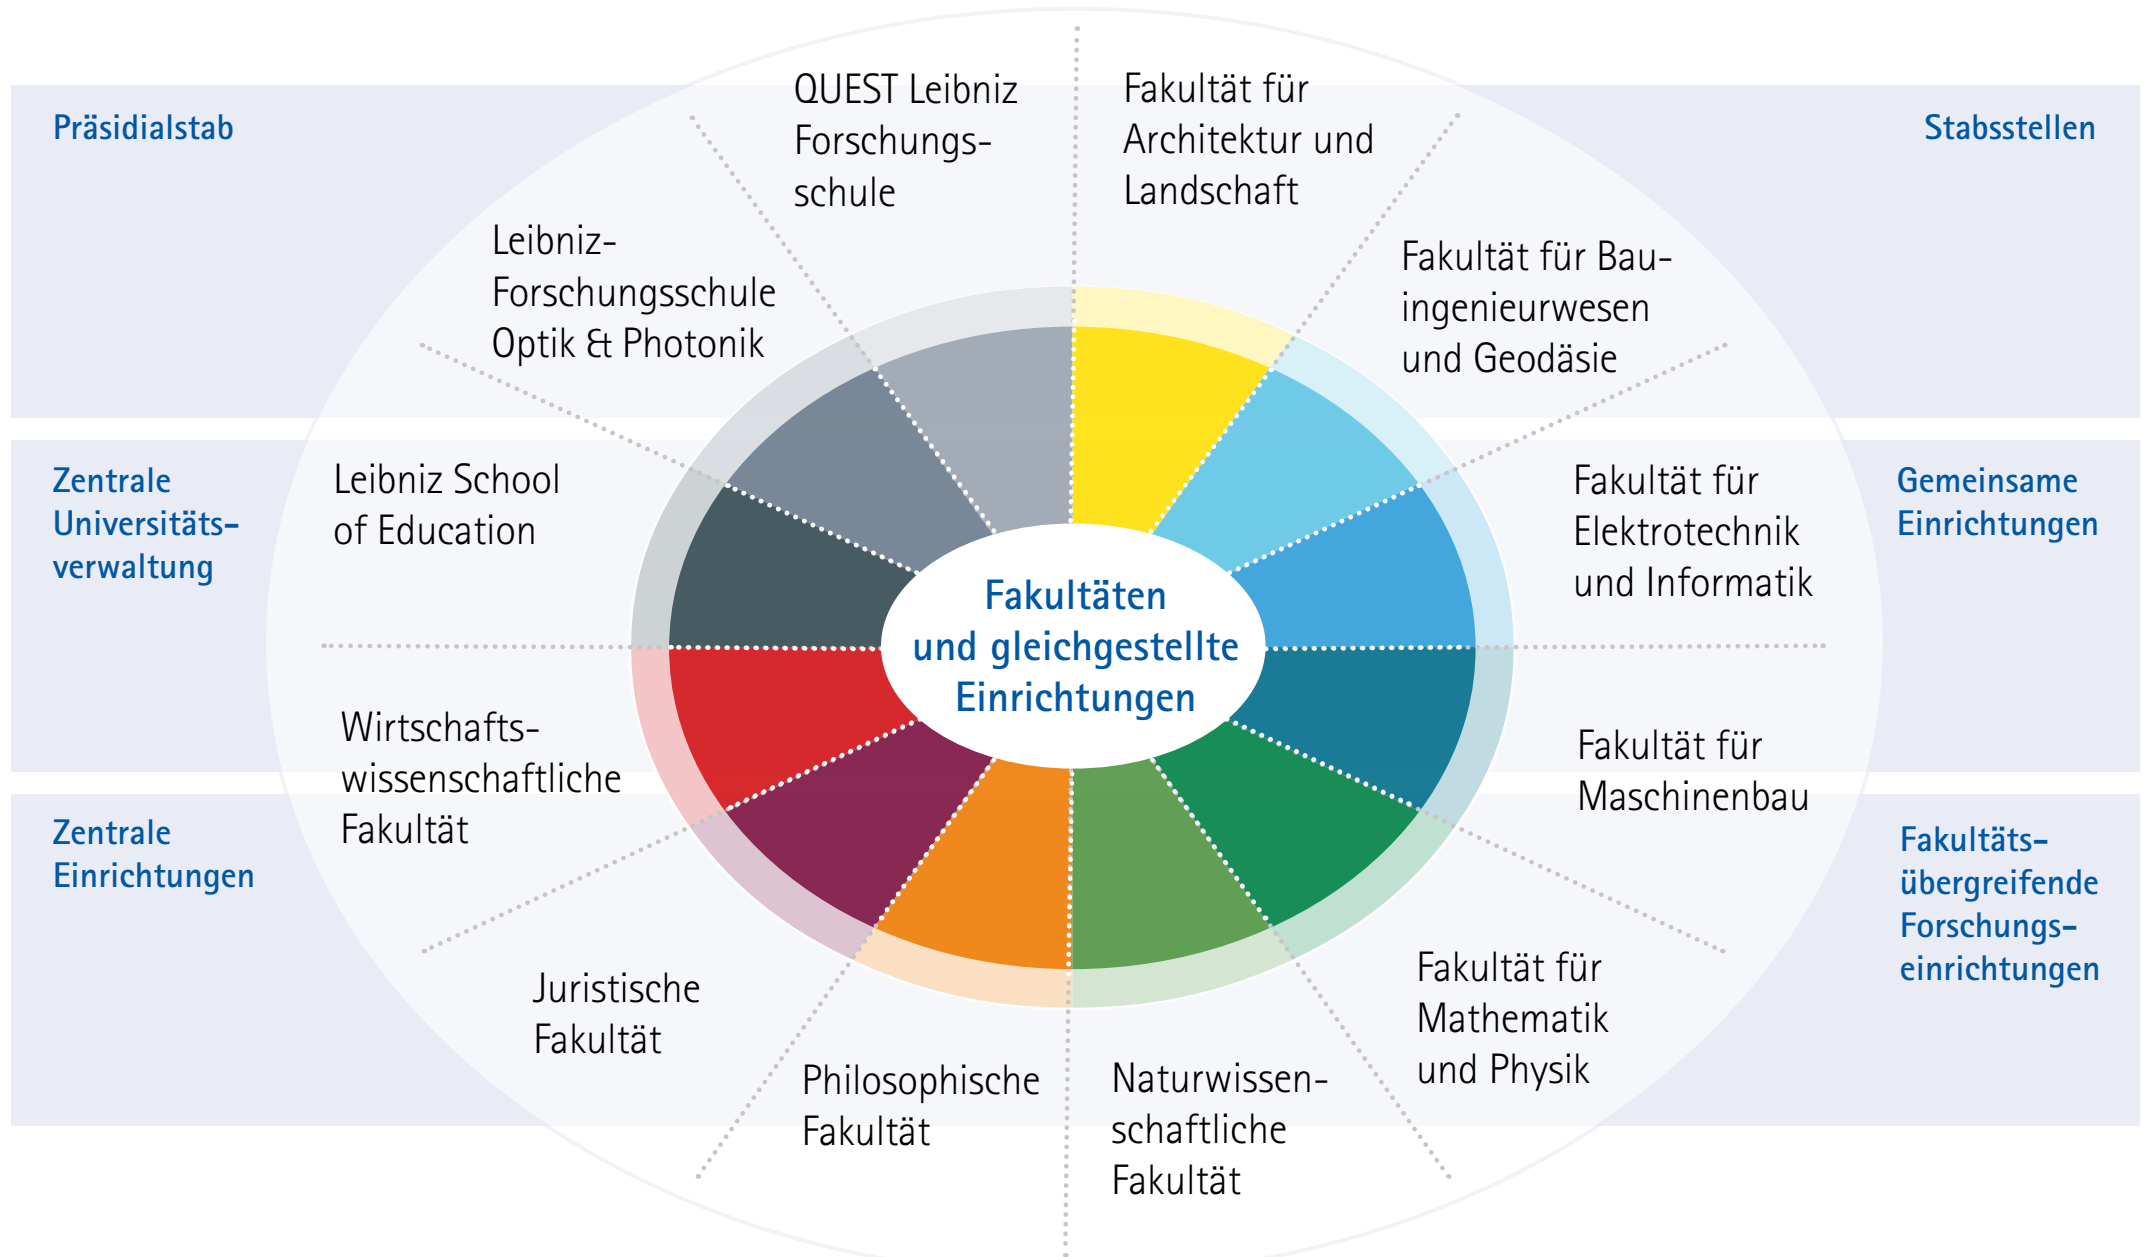 QUEST Leibniz
Forschungs-
schule
Fakultät für
Architektur und
Landschaft
Präsidialstab
Stabsstellen
Leibniz-
Forschungsschule
Optik & Photonik
Fakultät für Bau-
ingenieurwesen
und Geodäsie
Zentrale
Universitäts-
verwaltung
Leibniz School
of Education
Fakultät für
Elektrotechnik
und Informatik
Gemeinsame
Einrichtungen
Fakultäten
und gleichgestellte
Einrichtungen
Wirtschafts-
wissenschaftliche
Fakultät
Fakultät für
Maschinenbau
Zentrale
Einrichtungen
Fakultäts-
übergreifende
Forschungs-
einrichtungen
Juristische
Fakultät
Fakultät für
Mathematik
und Physik
Philosophische
Fakultät
Naturwissen-
schaftliche
Fakultät